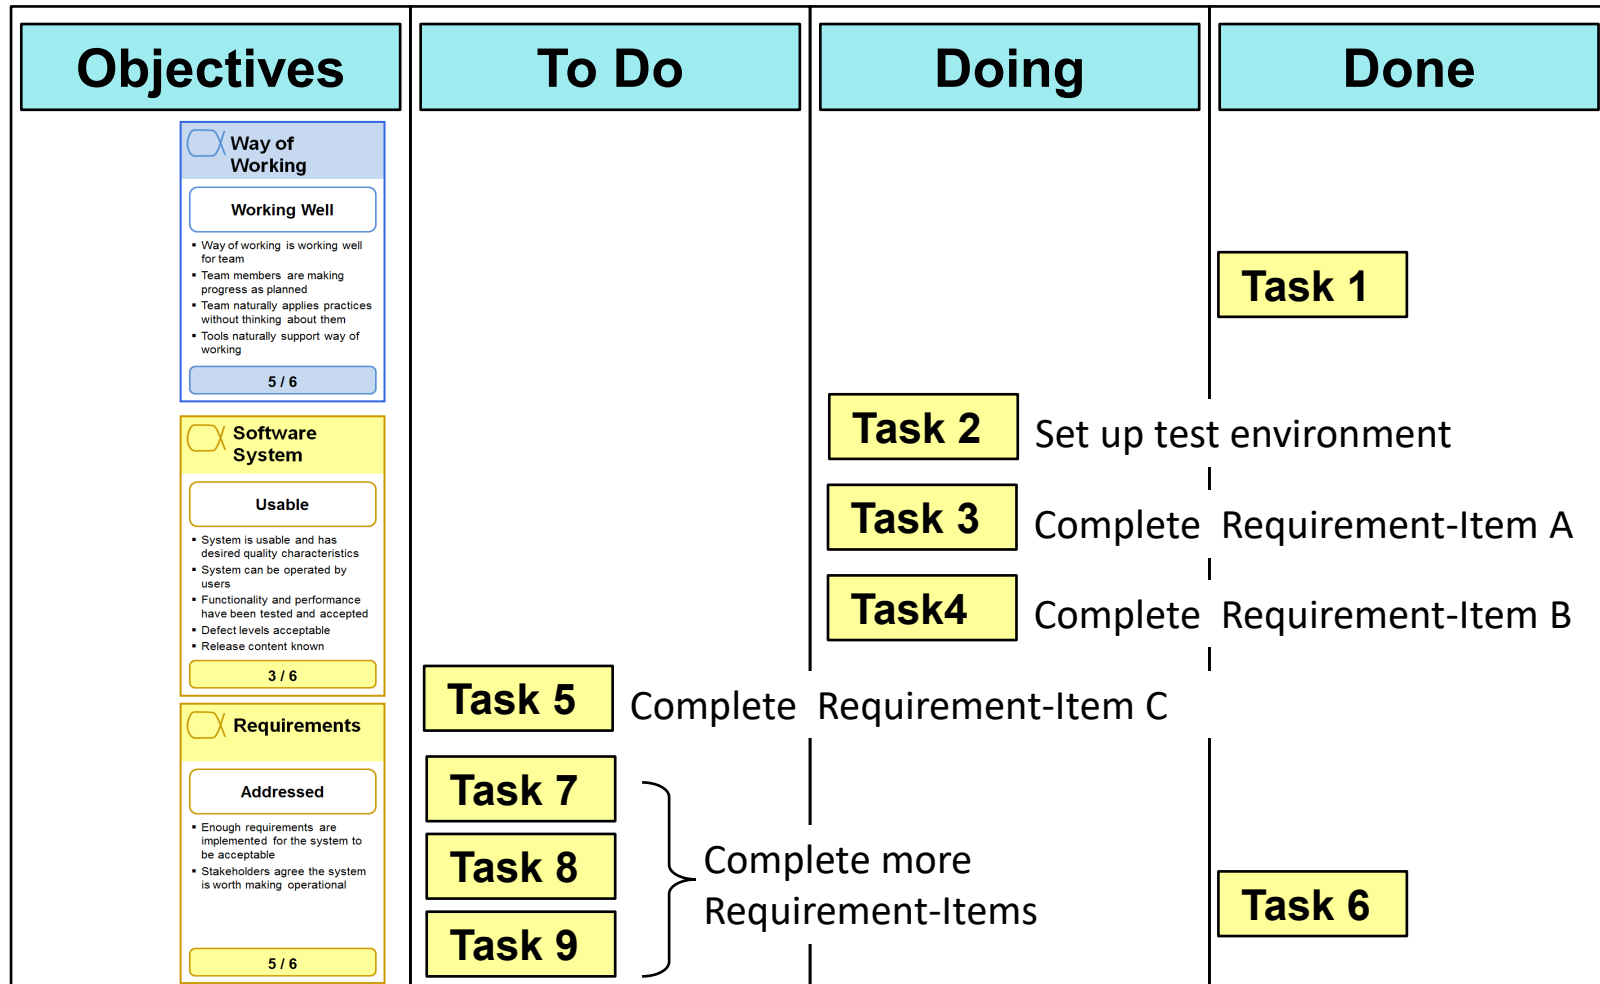 Objectives
To Do
Doing
Done
Way of
Working
Working Well
▪ Way of working is working well
for team
▪ Team members are making
progress as planned
▪ Team naturally applies practices
without thinking about them
▪ Tools naturally support way of
working
5 / 6
Task 1
Software
System
Usable
▪ System is usable and has
desired quality characteristics
▪ System can be operated by
users
▪ Functionality and performance
have been tested and accepted
▪ Defect levels acceptable
▪ Release content known
3 / 6
Task 2 Set up test environment
Task 3 Complete Requirement-Item A
Task4 Complete Requirement-Item B
Task 5 Complete Requirement-Item C
Requirements
Addressed
▪ Enough requirements are
implemented for the system to
be acceptable
▪ Stakeholders agree the system
is worth making operational
5 / 6
Task 7
Task 8
Task 9
Complete more
Requirement-Items
Task 6